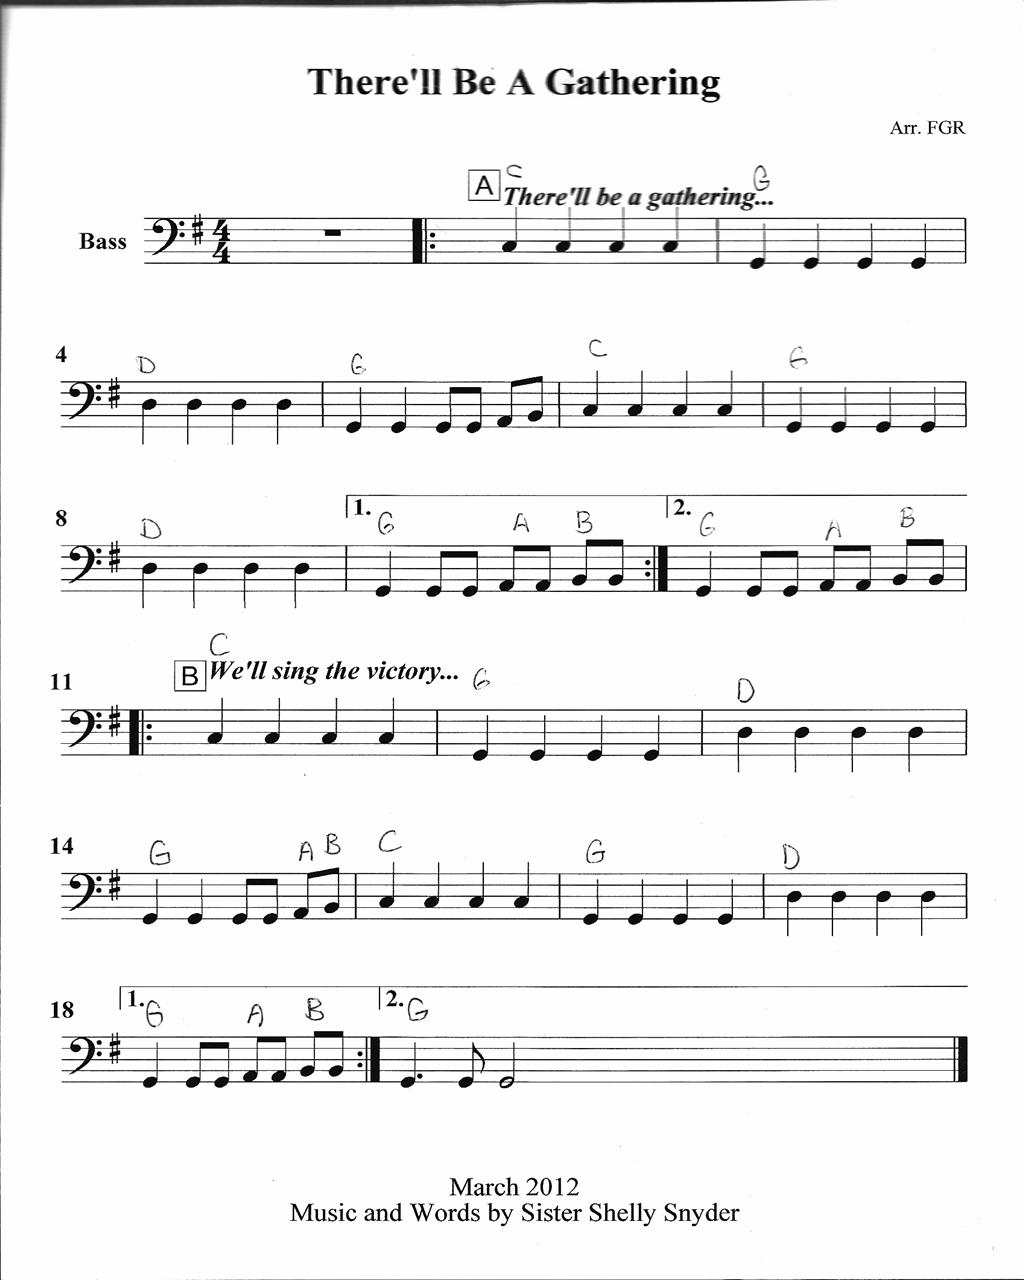 There'll Be A Gathering
Arr. FGR
C G
A There'll be a gathering...
Bass
4 D G C G
1. 2.
8 D G A B G A B
C
B We'll sing the victory... G
11 D
14 G A B C G D
1. 2.
18 G A B G
March 2012
Music and Words by Sister Shelly Snyder